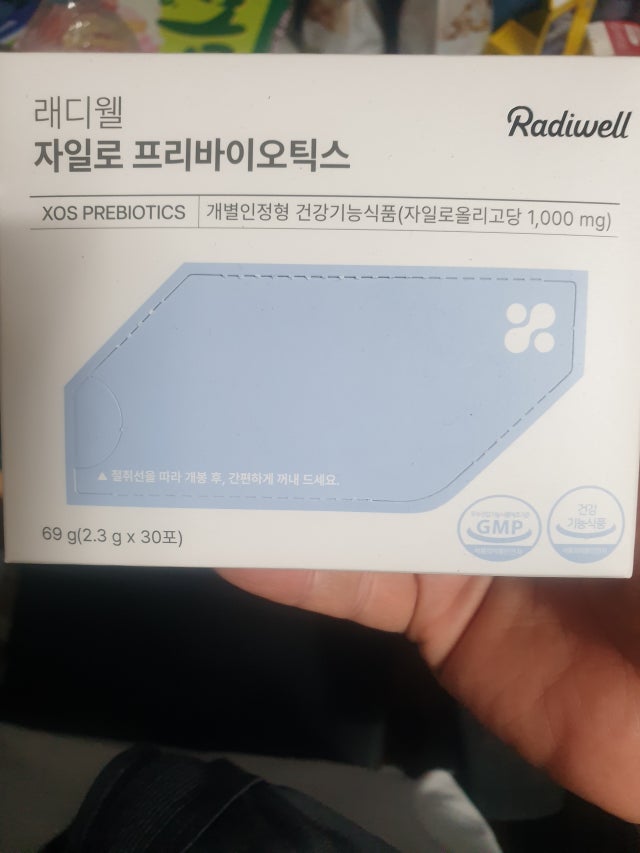 래디웰
Radiwell
자일로 프리바이오틱스
XOS PREBIOTICS
개별인정형 건강기능식품(자일로올리고당 1,000 mg)
▲ 절취선을 따라 개봉 후, 간편하게 꺼내 드세요.
69 g(2.3 g x 30포)
GMP
건강
기능식품